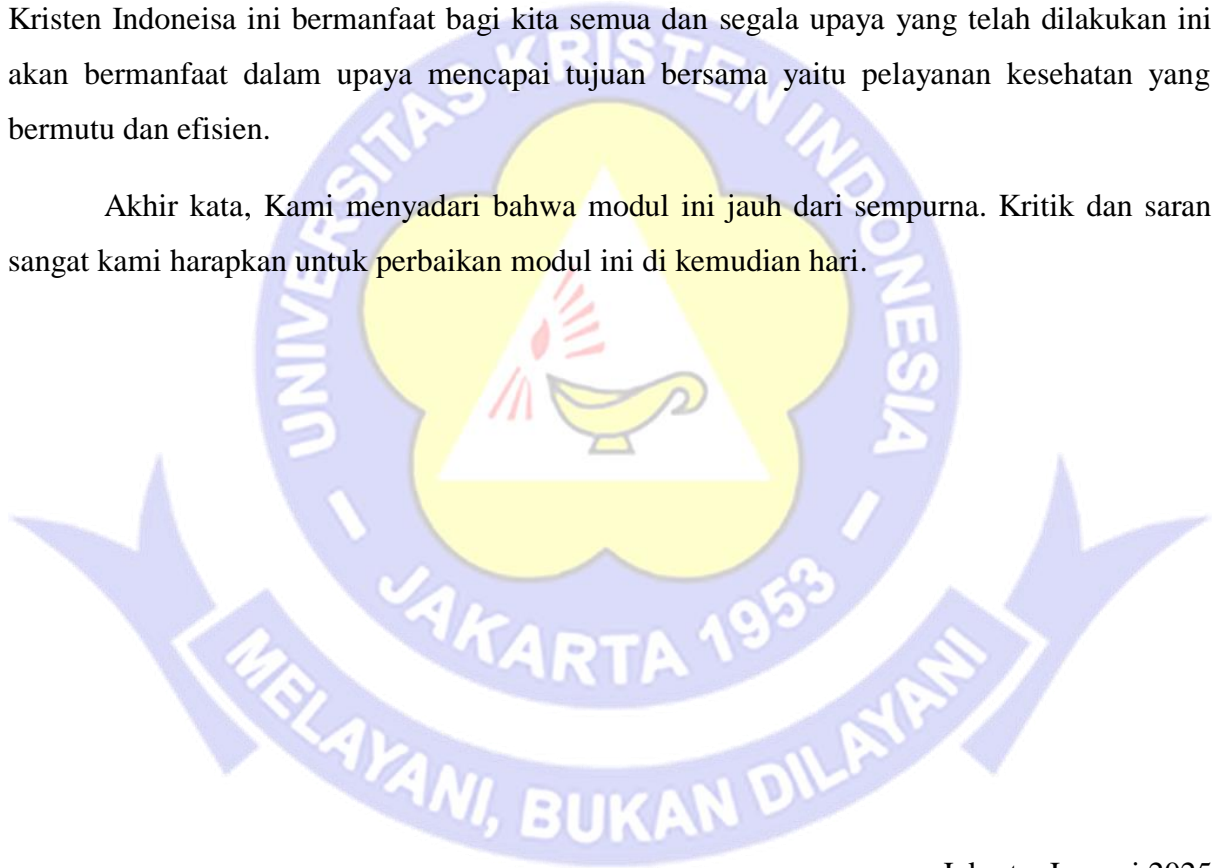 Kristen Indoneisa ini bermanfaat bagi kita semua dan segala upaya yang telah dilakukan ini
akan bermanfaat dalam upaya mencapai tujuan bersama yaitu pelayanan kesehatan yang
bermutu dan efisien.
Akhir kata, Kami menyadari bahwa modul ini jauh dari sempurna. Kritik dan saran
sangat kami harapkan untuk perbaikan modul ini di kemudian hari.
UNIVERSITAS KRISTEN INDONESIA
JAKARTA 1953
MELAYANI, BUKAN DILAYANI